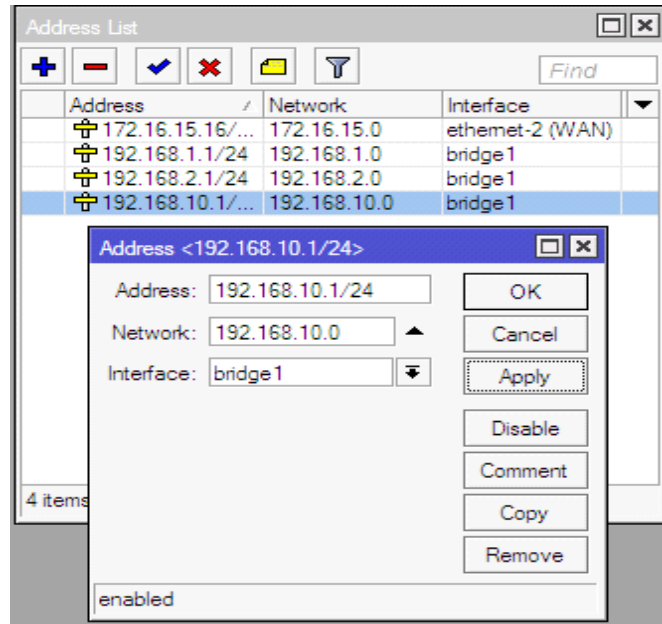 Address List
Find
Address Network Interface
172.16.15.16/... 172.16.15.0 ethernet-2 (WAN)
192.168.1.1/24 192.168.1.0 bridge1
192.168.2.1/24 192.168.2.0 bridge1
192.168.10.1/... 192.168.10.0 bridge1
Address <192.168.10.1/24>
Address: 192.168.10.1/24 OK
Network: 192.168.10.0 Cancel
Interface: bridge1 Apply
Disable
Comment
4 items
Copy
Remove
enabled